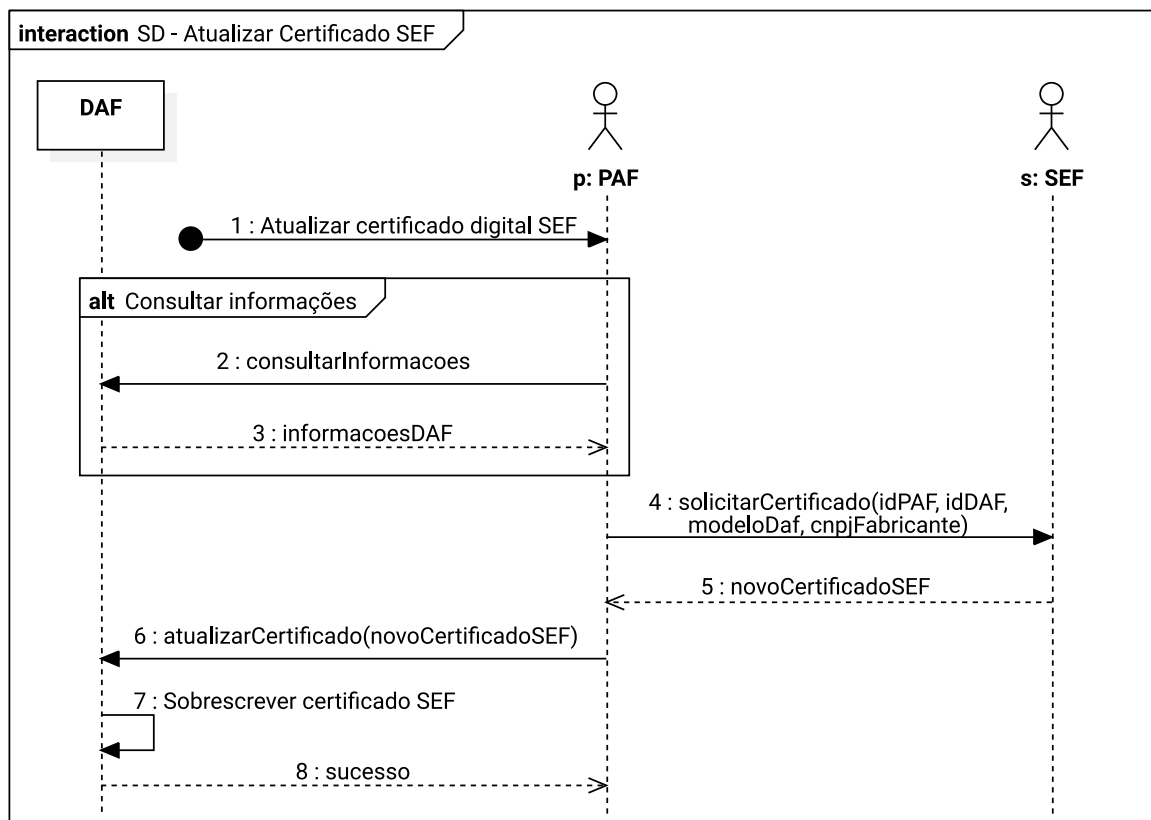 interaction SD - Atualizar Certificado SEF
DAF
p: PAF
s: SEF
1 : Atualizar certificado digital SEF
alt Consultar informações
2 : consultarInformacoes
3 : informacoesDAF
4 : solicitarCertificado(idPAF, idDAF,
modeloDaf, cnpjFabricante)
5 : novoCertificadoSEF
6 : atualizarCertificado(novoCertificadoSEF)
7 : Sobrescrever certificado SEF
8 : sucesso